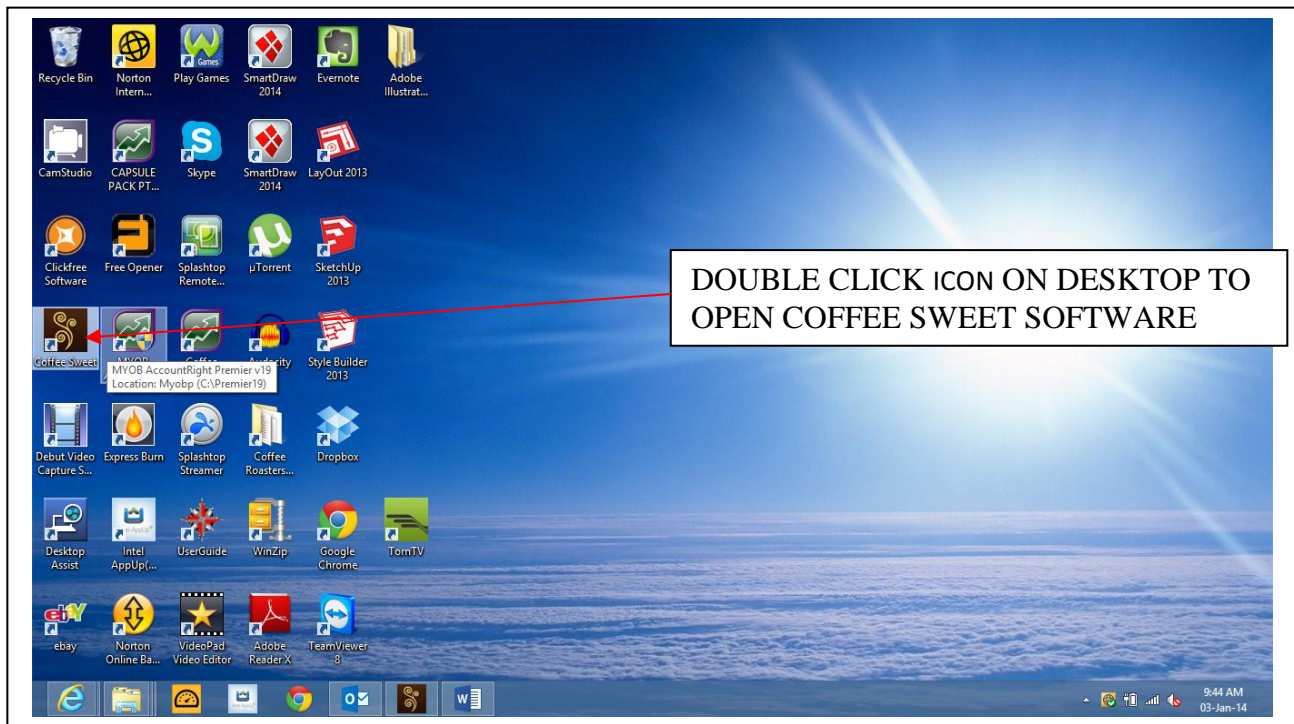 Recycle Bin
Norton Intern...
Play Games
SmartDraw 2014
Evernote
Adobe Illustrat...
CamStudio
CAPSULE PACK PT...
Skype
SmartDraw 2014
LayOut 2013
Clickfree Software
Free Opener
Splashtop Remote...
µTorrent
SketchUp 2013
DOUBLE CLICK ICON ON DESKTOP TO
OPEN COFFEE SWEET SOFTWARE
Coffee Sweet
MYOB
Coffee
Audacity
Style Builder 2013
MYOB AccountRight Premier v19
Location: Myobp (C:\Premier19)
Debut Video Capture S...
Express Burn
Splashtop Streamer
Coffee Roasters...
Dropbox
Desktop Assist
Intel AppUp(...
UserGuide
WinZip
Google Chrome
TornTV
ebay
Norton Online Ba...
VideoPad Video Editor
Adobe Reader X
TeamViewer 8
9:44 AM
03-Jan-14